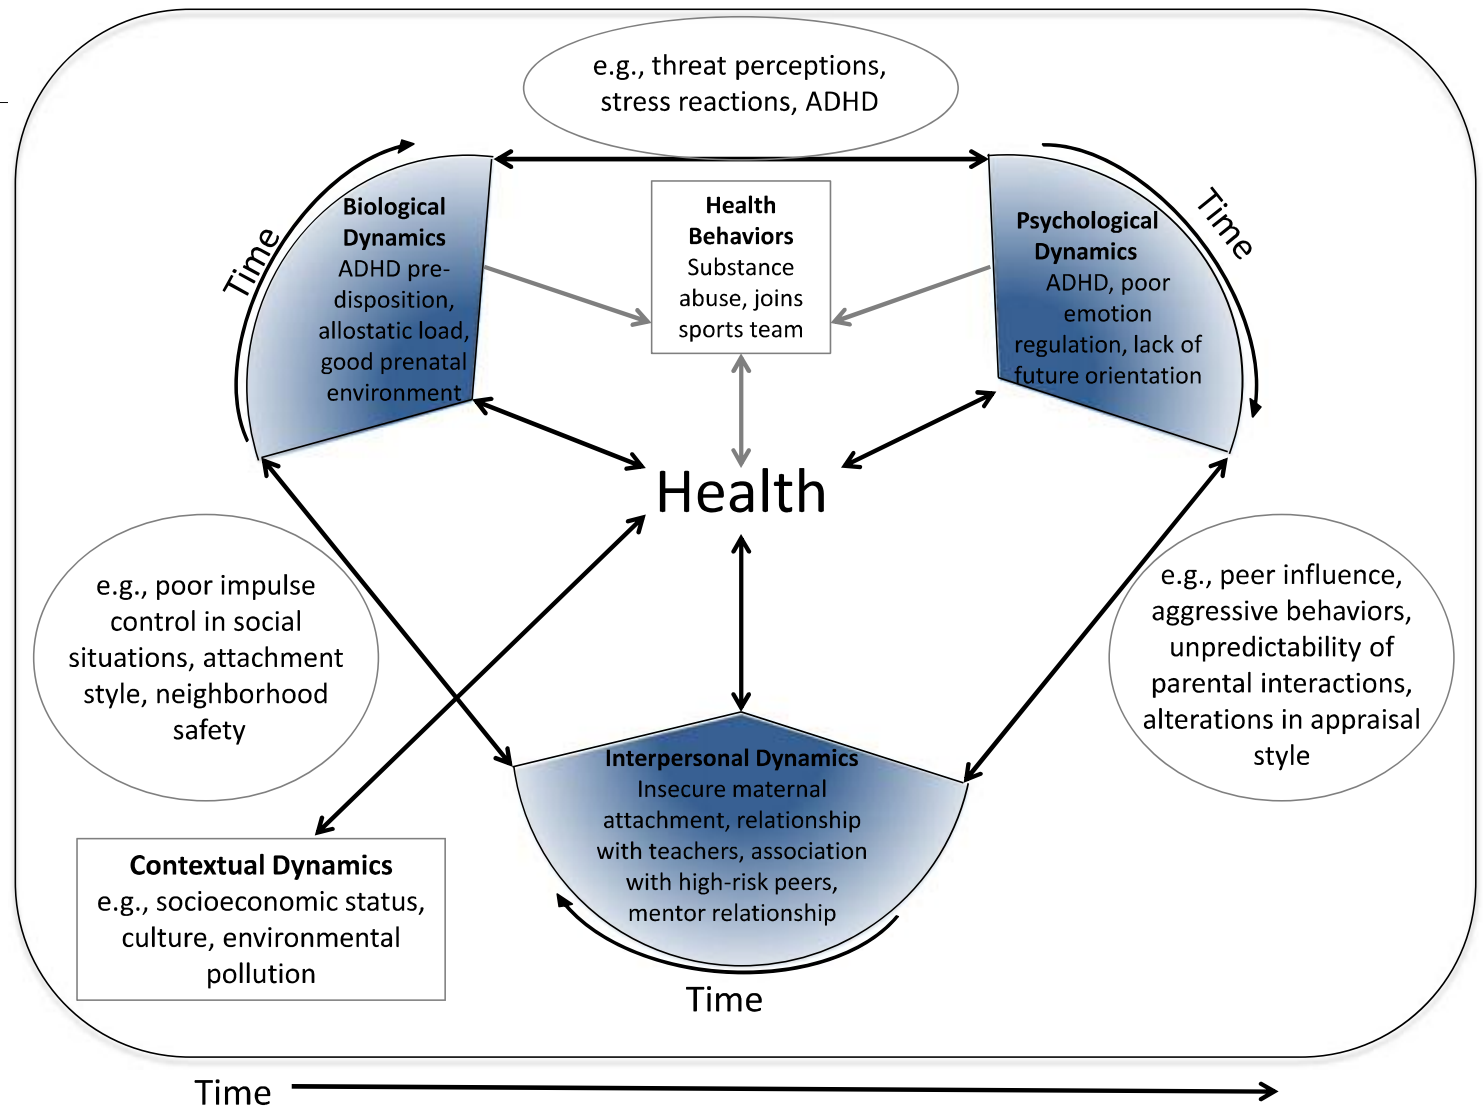 e.g., threat perceptions,
stress reactions, ADHD
Time
Biological
Dynamics
ADHD pre-
disposition,
allostatic load,
good prenatal
environment
Health
Behaviors
Substance
abuse, joins
sports team
Psychological
Dynamics
ADHD, poor
emotion
regulation, lack of
future orientation
Time
Health
e.g., poor impulse
control in social
situations, attachment
style, neighborhood
safety
e.g., peer influence,
aggressive behaviors,
unpredictability of
parental interactions,
alterations in appraisal
style
Interpersonal Dynamics
Insecure maternal
attachment, relationship
with teachers, association
with high-risk peers,
mentor relationship
Time
Contextual Dynamics
e.g., socioeconomic status,
culture, environmental
pollution
Time